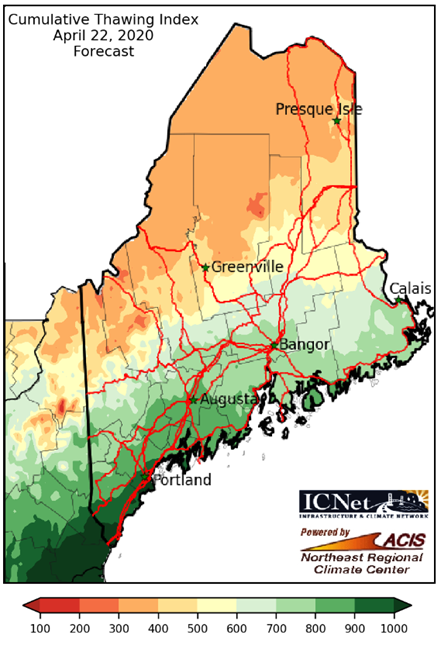 Cumulative Thawing Index
April 22, 2020
Forecast
Presque Isle
Greenville
Calais
Bangor
Augusta
Portland
ICNet
INFRASTRUCTURE & CLIMATE NETWORK
Powered by
ACIS
Northeast Regional
Climate Center
100 200 300 400 500 600 700 800 900 1000